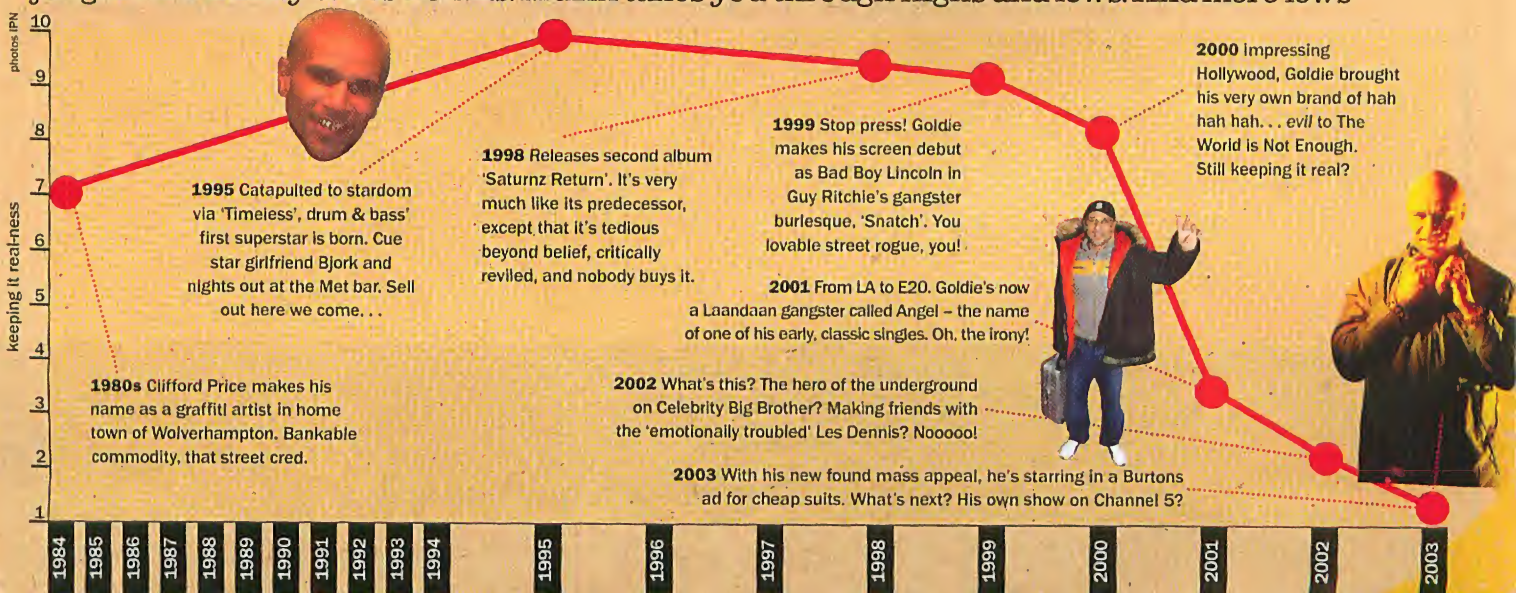 takes you through highs and lows. And more lows
photos IPN
keeping it real-ness
10
9
8
7
6
5
4
3
2
1
1980s Clifford Price makes his
name as a graffiti artist in home
town of Wolverhampton. Bankable
commodity, that street cred.
1995 Catapulted to stardom
via 'Timeless', drum & bass'
first superstar is born. Cue
star girlfriend Bjork and
nights out at the Met bar. Sell
out here we come...
1998 Releases second album
'Saturnz Return'. It's very
much like its predecessor,
except that it's tedious
beyond belief, critically
reviled, and nobody buys it.
1999 Stop press! Goldie
makes his screen debut
as Bad Boy Lincoln in
Guy Ritchie's gangster
burlesque, 'Snatch'. You
lovable street rogue, you!
2000 Impressing
Hollywood, Goldie brought
his very own brand of hah
hah hah... evil to The
World is Not Enough.
Still keeping it real?
2001 From LA to E20. Goldie's now
a Laandaan gangster called Angel – the name
of one of his early, classic singles. Oh, the irony!
2002 What's this? The hero of the underground
on Celebrity Big Brother? Making friends with
the 'emotionally troubled' Les Dennis? Nooooo!
2003 With his new found mass appeal, he's starring in a Burtons
ad for cheap suits. What's next? His own show on Channel 5?
1984
1985
1986
1987
1988
1989
1990
1991
1992
1993
1994
1995
1996
1997
1998
1999
2000
2001
2002
2003